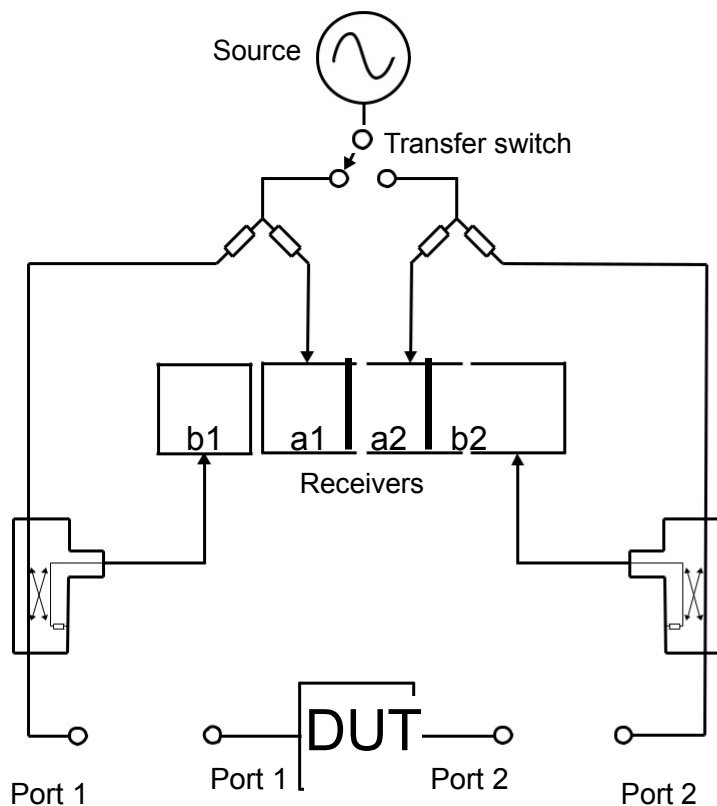 Source
Transfer switch
b1 a1 a2 b2
Receivers
DUT
Port 1 Port 1 Port 2 Port 2